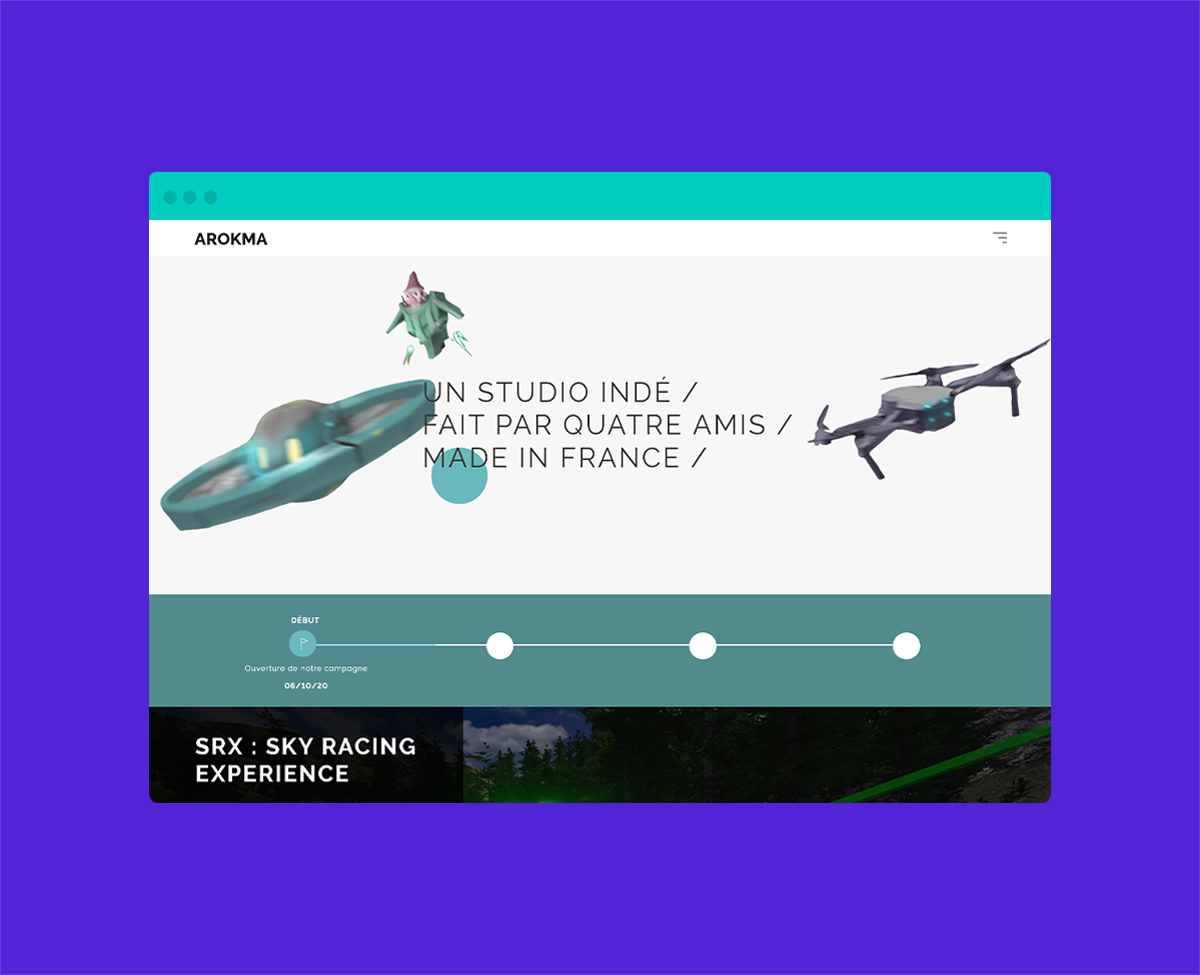 AROKMA
UN STUDIO INDÉ /
FAIT PAR QUATRE AMIS /
MADE IN FRANCE /
DÉBUT
Ouverture de notre campagne
06/10/20
SRX : SKY RACING
EXPERIENCE